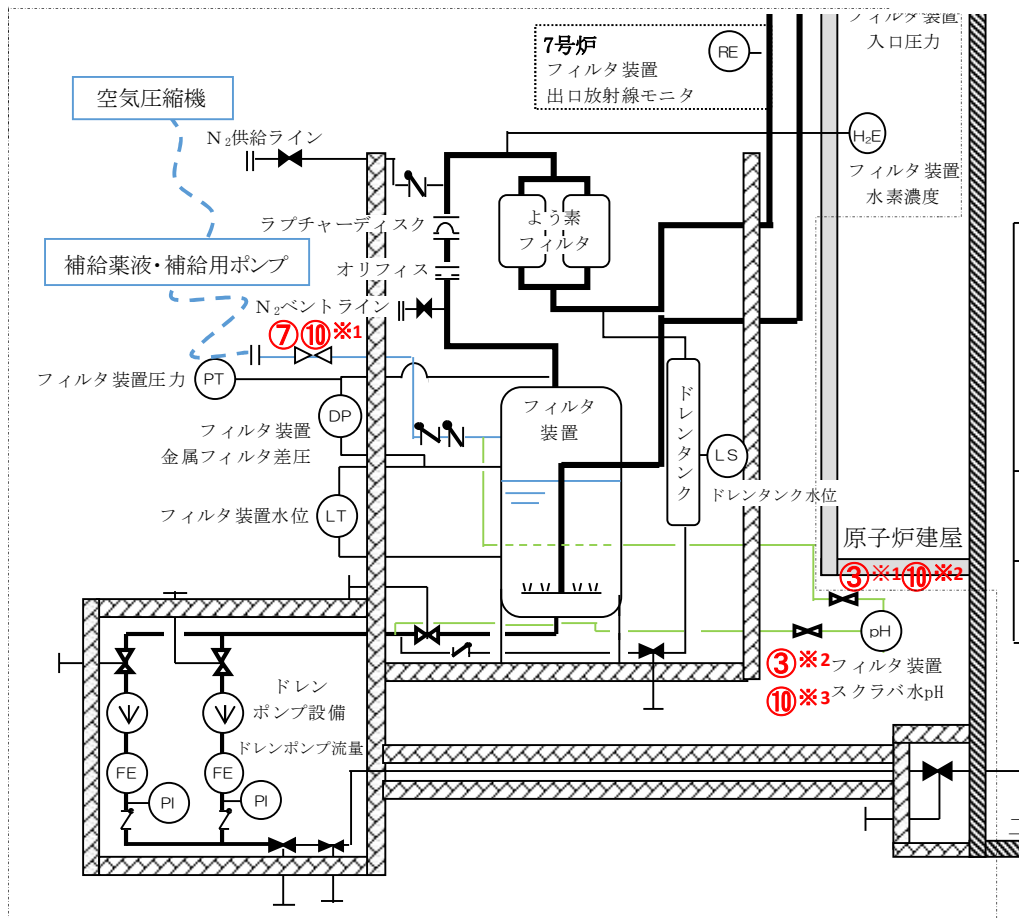 フィルタ装置
入口圧力
7号炉
フィルタ装置
出口放射線モニタ
RE
空気圧縮機
N₂供給ライン
H₂E
フィルタ装置
水素濃度
ラプチャーディスク
よう素
フィルタ
補給薬液・補給用ポンプ
オリフィス
N₂ベントライン
⑦⑩※1
フィルタ装置圧力
PT
DP
フィルタ装置
金属フィルタ差圧
フィルタ
装置
ドレンタンク
LS
ドレンタンク水位
フィルタ装置水位
LT
原子炉建屋
③※1⑩※2
pH
③※2
フィルタ装置
スクラバ水pH
⑩※3
ドレン
ポンプ設備
ドレンポンプ流量
FE
FE
PI
PI